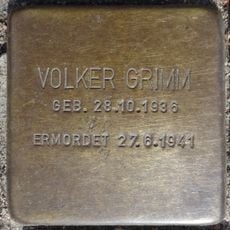 VOLKER GRIMM
GEB. 28.10.1936
ERMORDET 27.6.1941